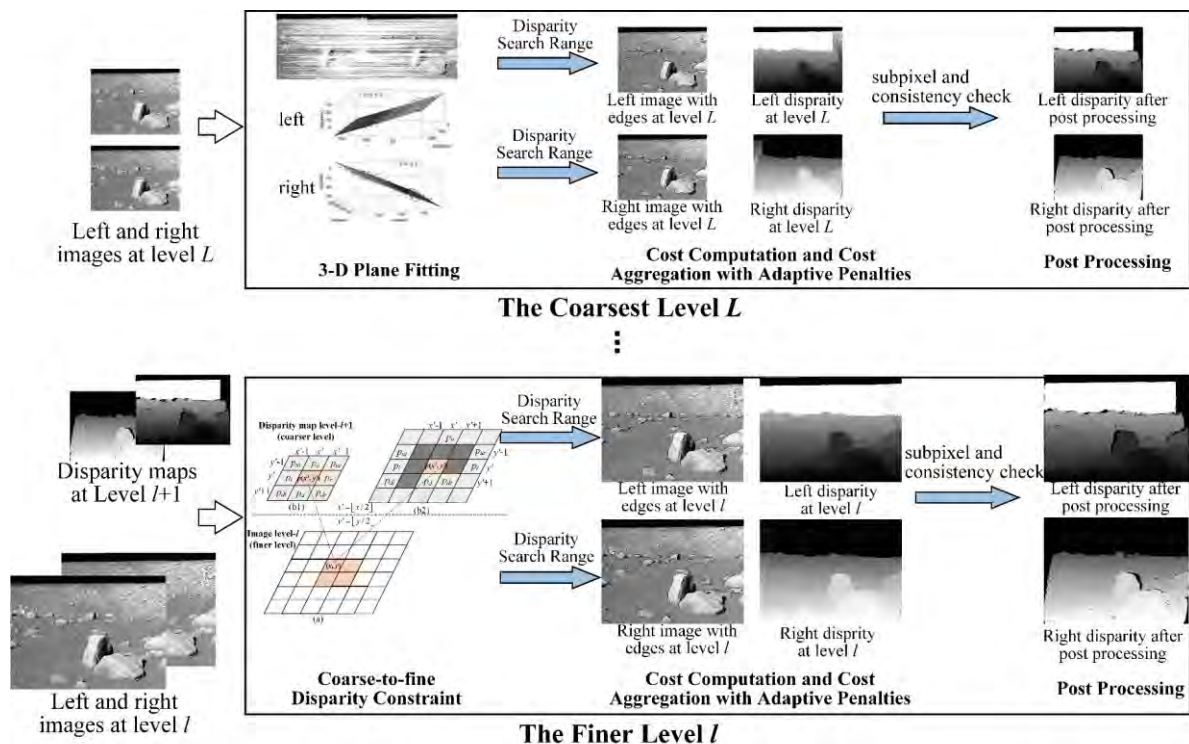 Left and right
images at level L
left
right
3-D Plane Fitting
Disparity
Search Range
Disparity
Search Range
Left image with
edges at level L
Left dispraity
at level L
Right image with
edges at level L
Right disparity
at level L
Cost Computation and Cost
Aggregation with Adaptive Penalties
subpixel and
consistency check
Left disparity after
post processing
Right disparity after
post processing
Post Processing
The Coarsest Level L
Disparity maps
at Level l+1
Left and right
images at level l
Disparity map level-l+1
(coarser level)
(b1)
(b2)
x'=⌊x/2⌋
y'=⌊y/2⌋
Image level-l
(finer level)
(a)
Coarse-to-fine
Disparity Constraint
Disparity
Search Range
Disparity
Search Range
Left image with
edges at level l
Left disparity
at level l
Right image with
edges at level l
Right disprity
at level l
Cost Computation and Cost
Aggregation with Adaptive Penalties
subpixel and
consistency check
Left disparity after
post processing
Right disparity after
post processing
Post Processing
The Finer Level l